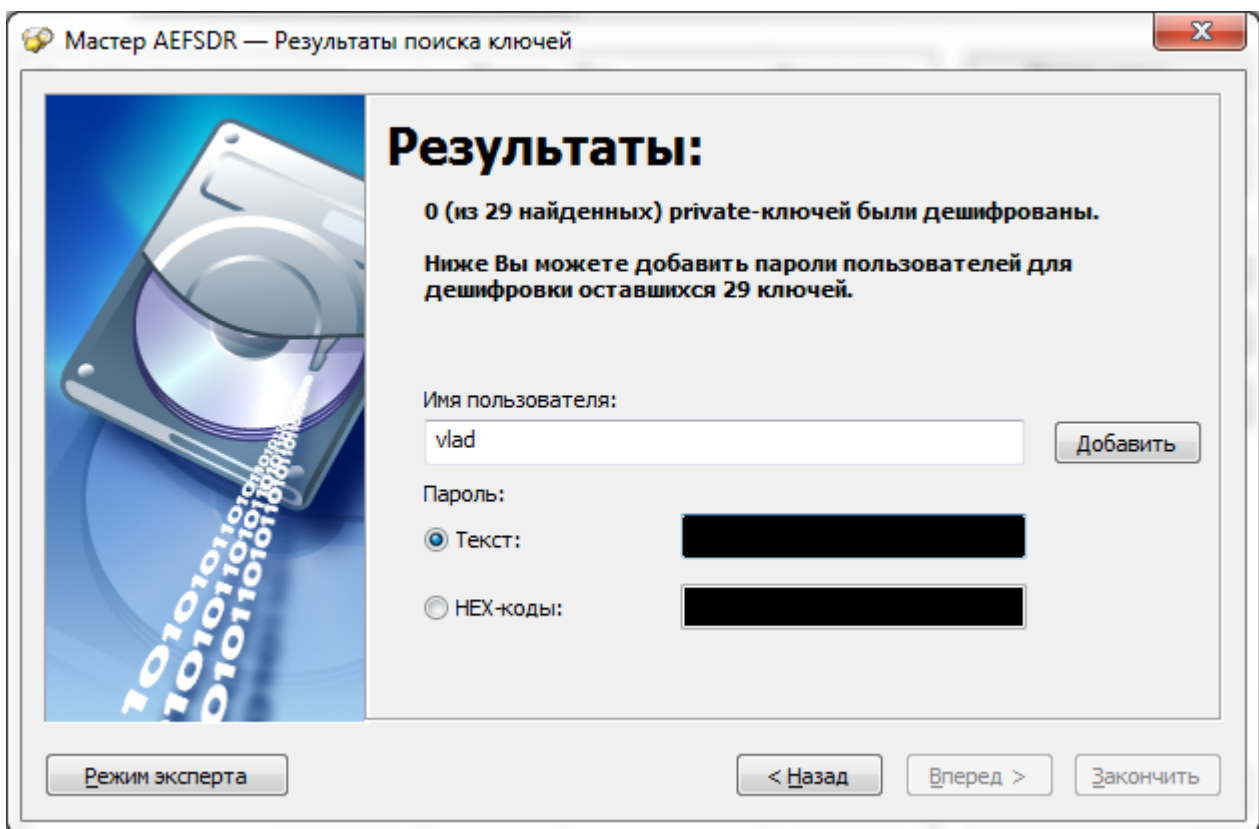 Мастер AEFSDR — Результаты поиска ключей
Результаты:
0 (из 29 найденных) private-ключей были дешифрованы.
Ниже Вы можете добавить пароли пользователей для
дешифровки оставшихся 29 ключей.
Имя пользователя:
vlad
Добавить
Пароль:
Текст:
HEX-коды:
Режим эксперта
< Назад
Вперед >
Закончить